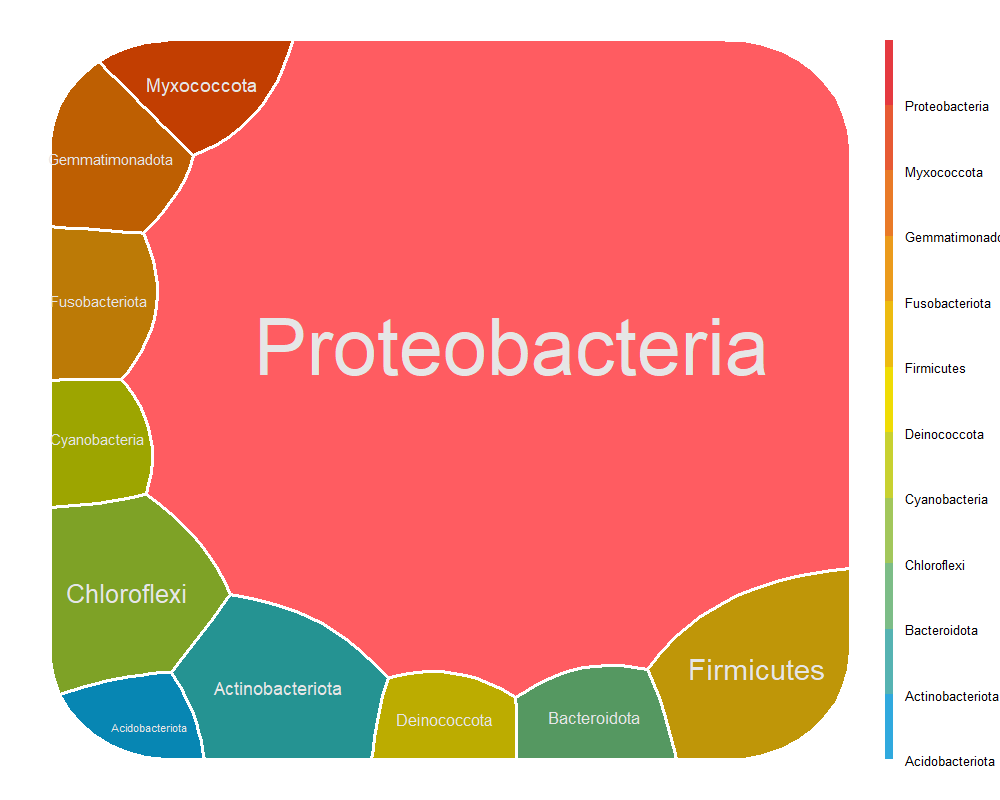 Myxococcota
Gemmatimonadota
Fusobacteriota
Proteobacteria
Cyanobacteria
Chloroflexi
Firmicutes
Actinobacteriota
Deinococcota
Bacteroidota
Acidobacteriota
Proteobacteria
Myxococcota
Gemmatimonado
Fusobacteriota
Firmicutes
Deinococcota
Cyanobacteria
Chloroflexi
Bacteroidota
Actinobacteriota
Acidobacteriota